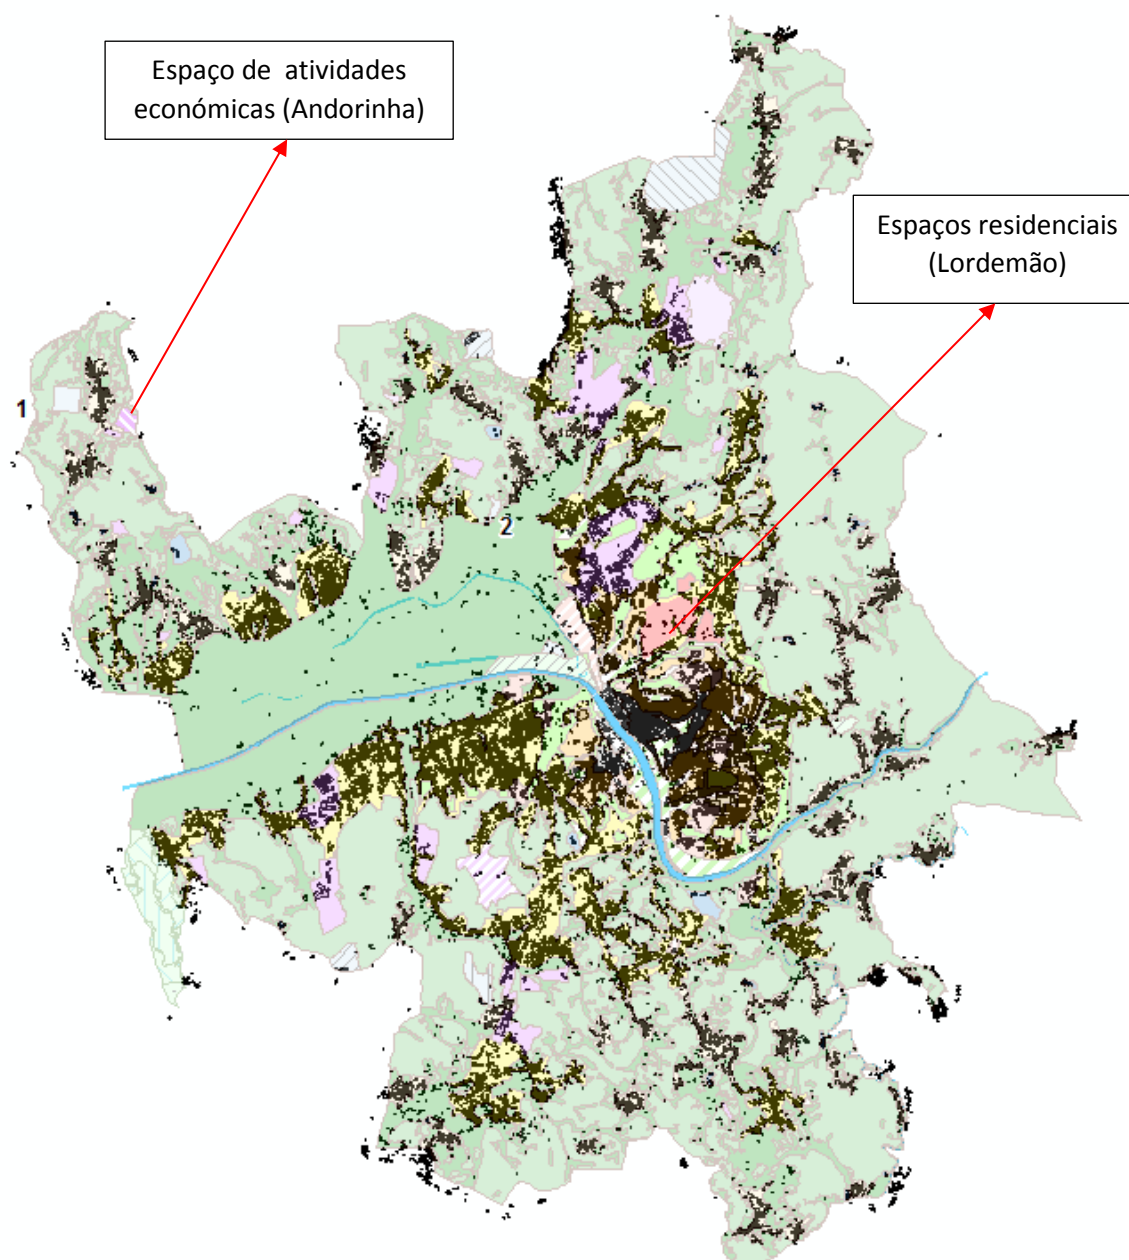 Espaço de atividades
económicas (Andorinha)
Espaços residenciais
(Lordemão)
1
2